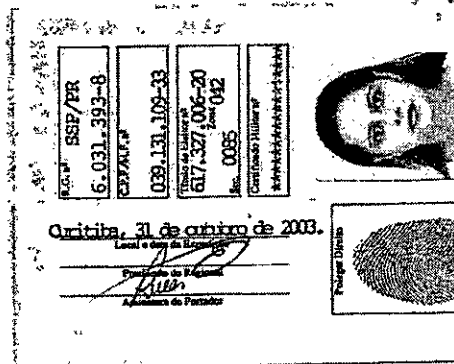 R.G. nº
SSP/PR
6.031.393-8
C.P.F./M.F. nº
039.131.109-33
Título de Eleitor nº
617.327.006-20
Zona 042
Sec. 0085
Certificado Militar nº
Curitiba, 31 de outubro de 2003.
Local e data da Expedição
Presidente do Regional
Assinatura do Portador
Polegar Direito